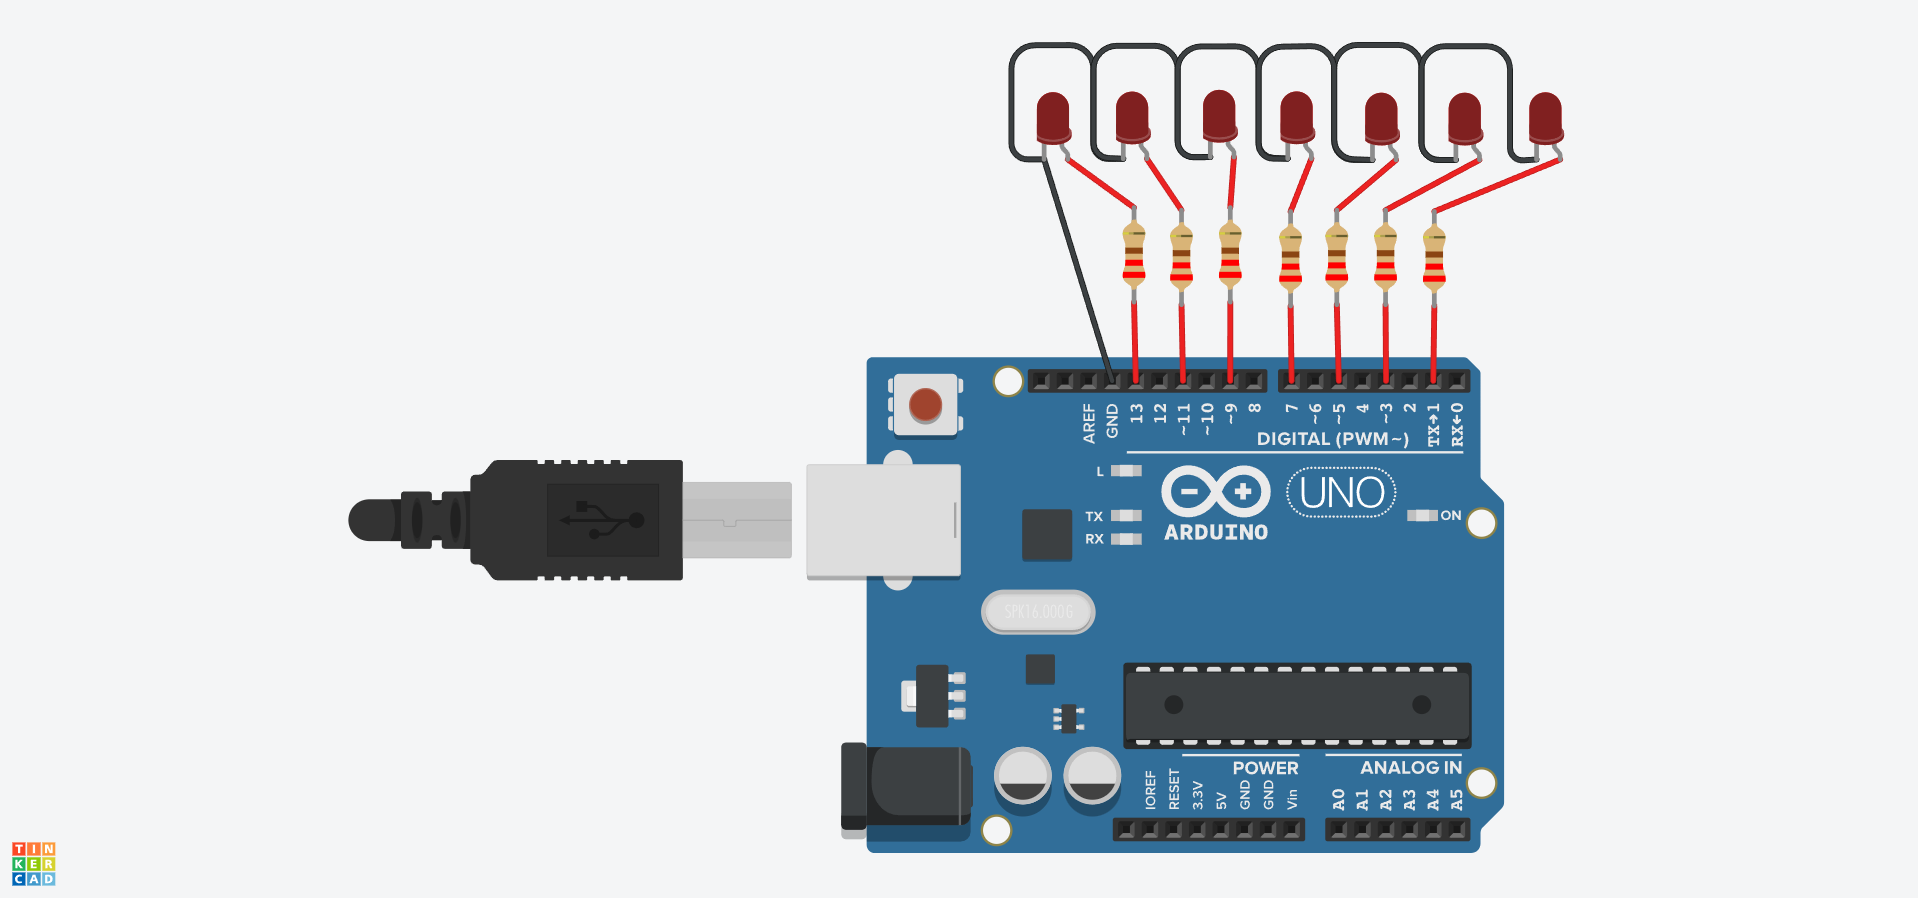 AREF
GND
13
12
~11
~10
~9
8
7
~6
~5
4
~3
2
TX→1
RX←0
DIGITAL (PWM~)
L
TX
RX
ARDUINO
UNO
ON
SPK16.000G
POWER
ANALOG IN
IOREF
RESET
3.3V
5V
GND
GND
Vin
A0
A1
A2
A3
A4
A5
TIN
KER
CAD